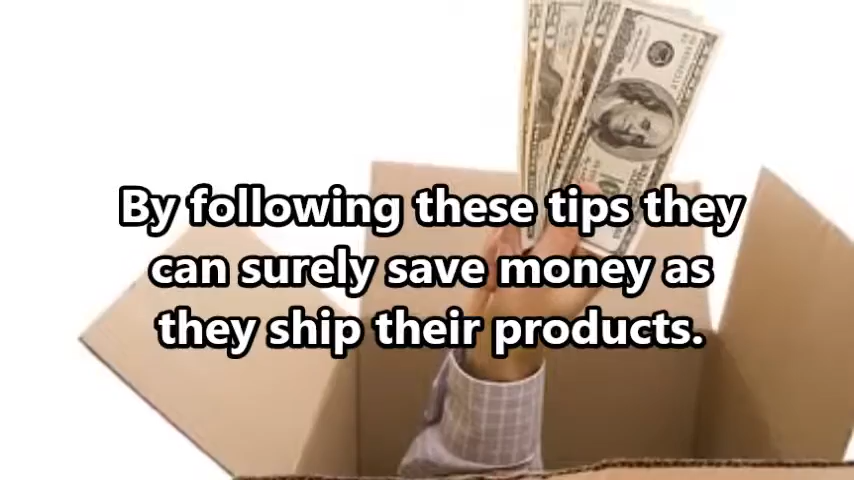 By following these tips they
can surely save money as
they ship their products.